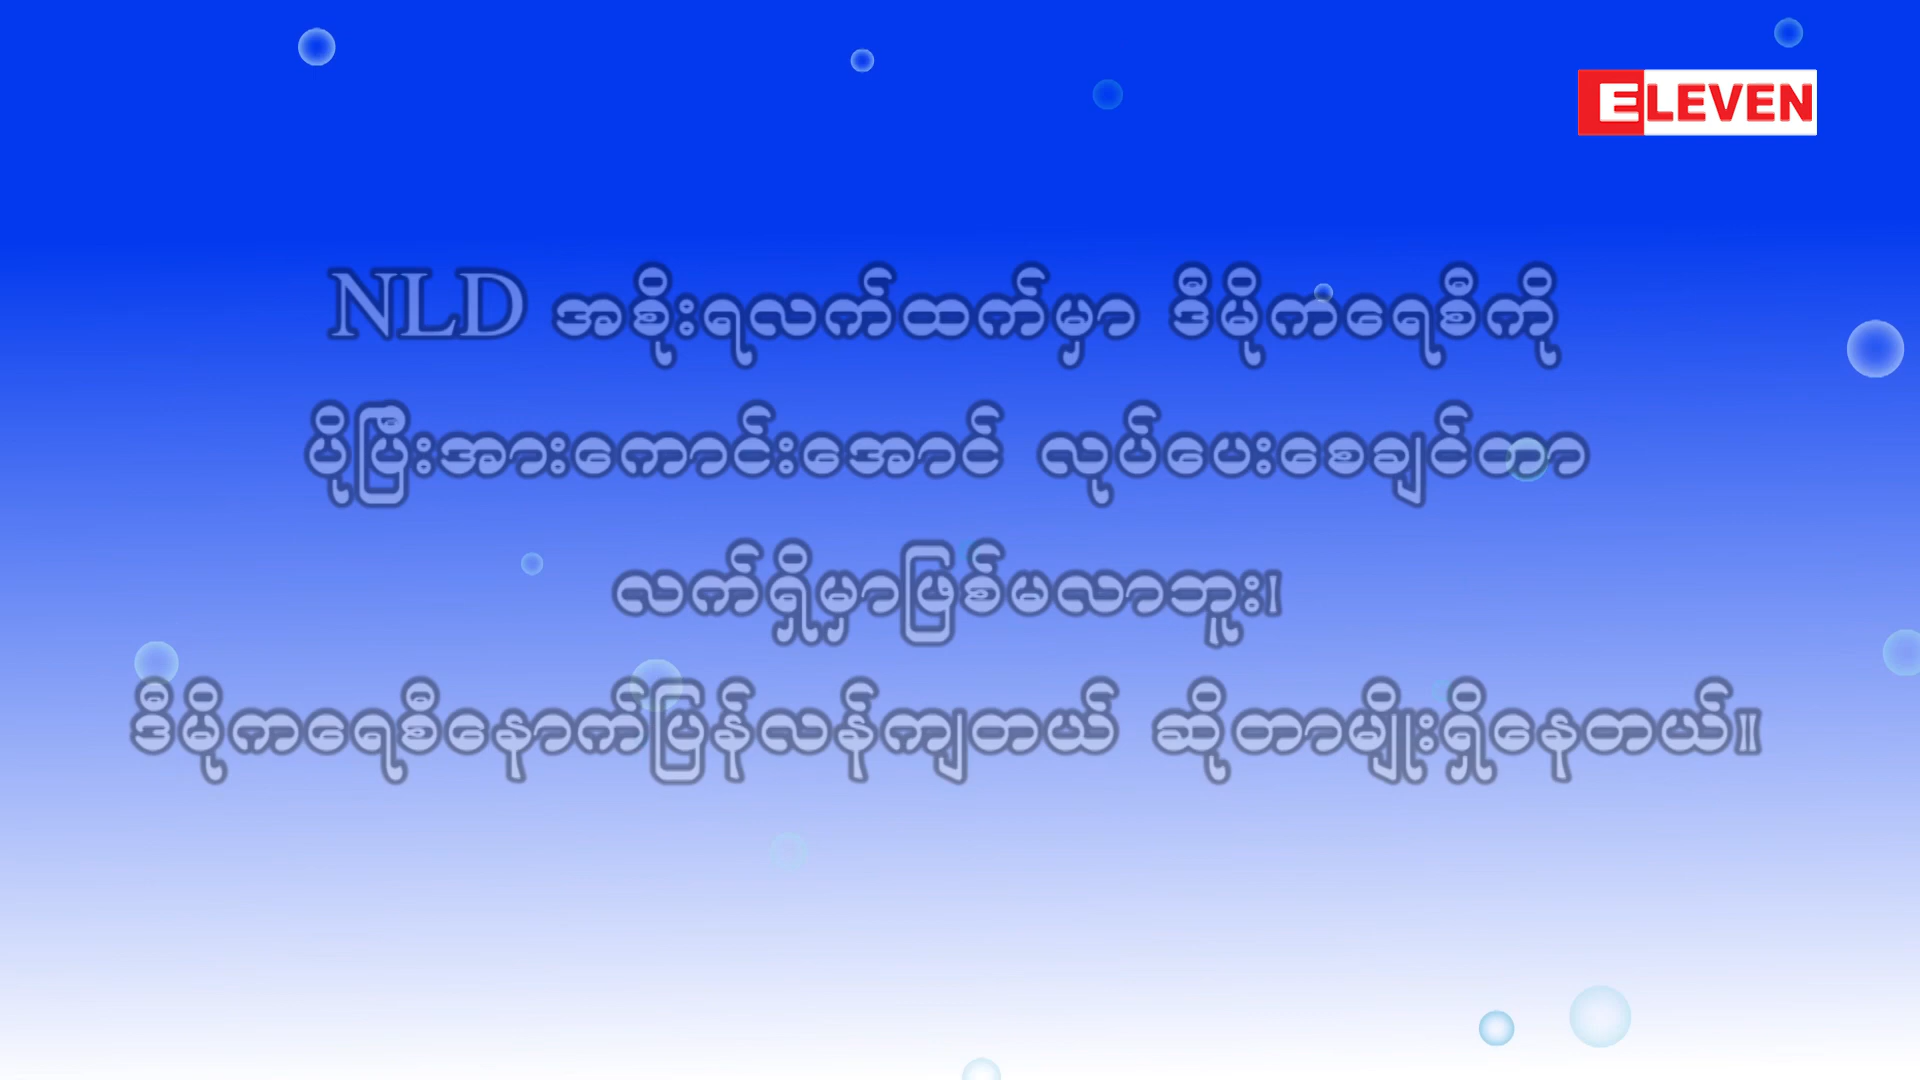 ELEVEN
NLD အစိုးရလက်ထက်မှာ ဒီမိုကရေစီကို
ပိုပြီးအားကောင်းအောင် လုပ်ပေးစေချင်တာ
လက်ရှိမှာဖြစ်မလာဘူး၊
ဒီမိုကရေစီနောက်ပြန်လန်ကျတယ် ဆိုတာမျိုးရှိနေတယ်။